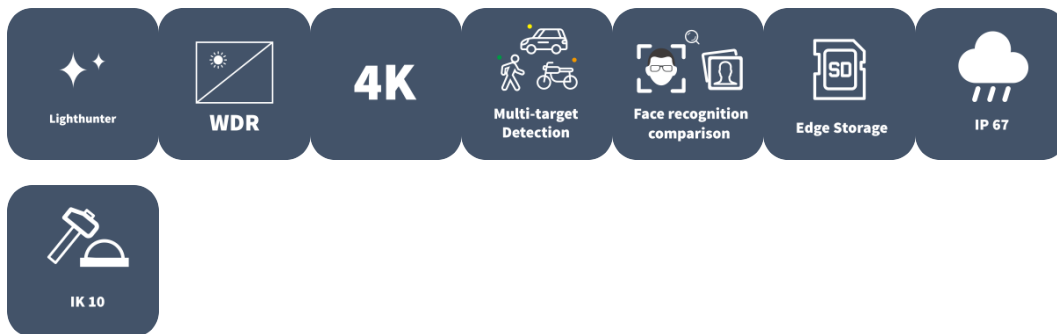 Lighthunter
WDR
4K
Multi-target
Detection
Face recognition
comparison
SD
Edge Storage
IP 67
IK 10